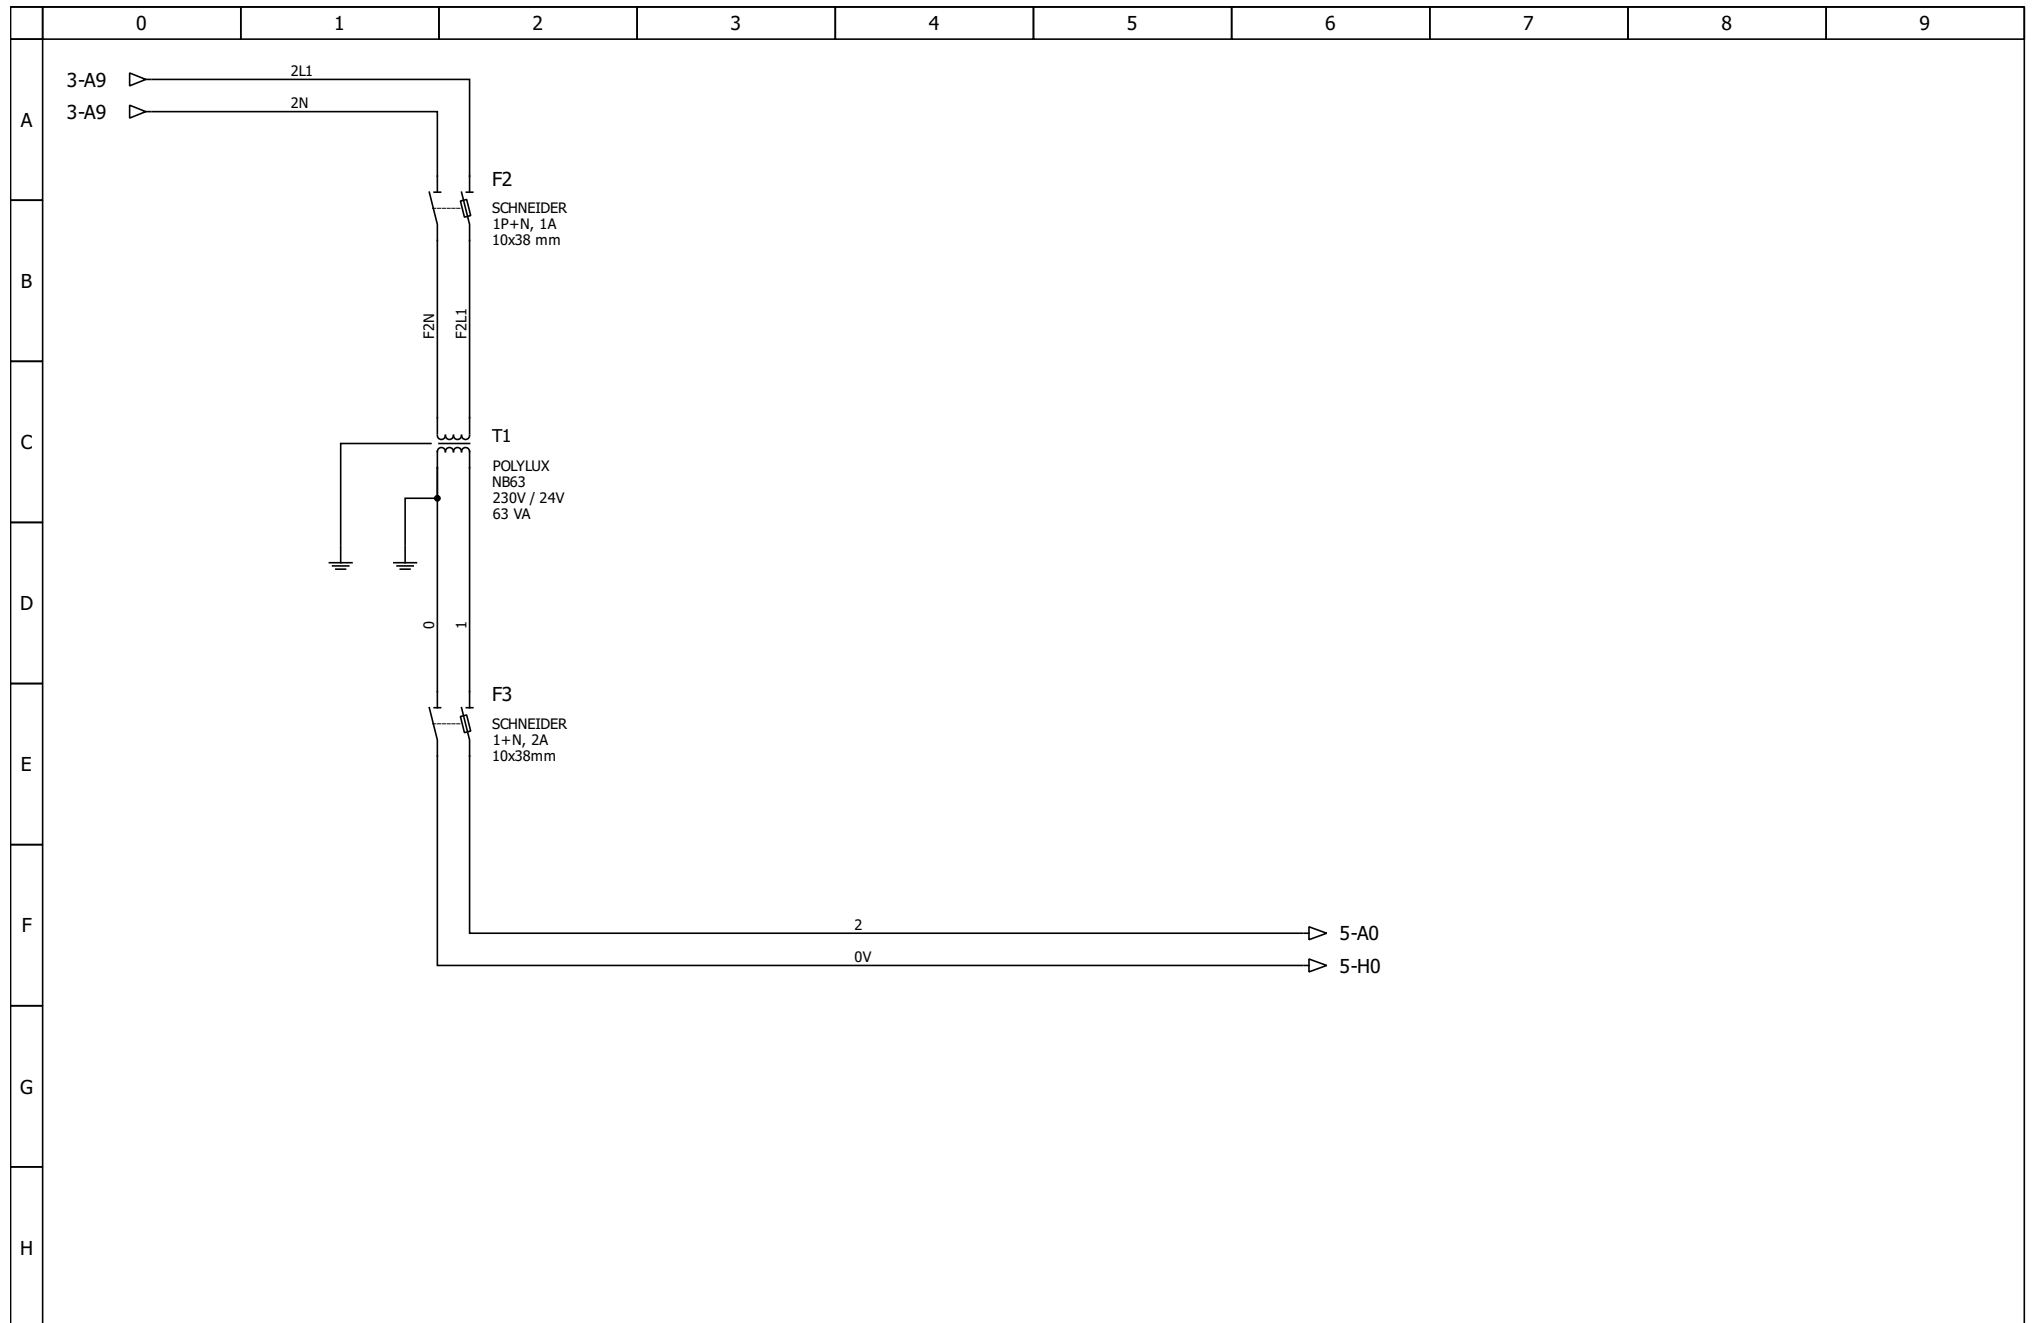 0 1 2 3 4 5 6 7 8 9
3-A9 2L1
3-A9 2N
A
F2
SCHNEIDER
1P+N, 1A
10x38 mm
B
F2N F2L1
C
T1
POLYLUX
NB63
230V / 24V
63 VA
D
0 1
F3
SCHNEIDER
1+N, 2A
10x38mm
E
F
2 5-A0
0V 5-H0
G
H